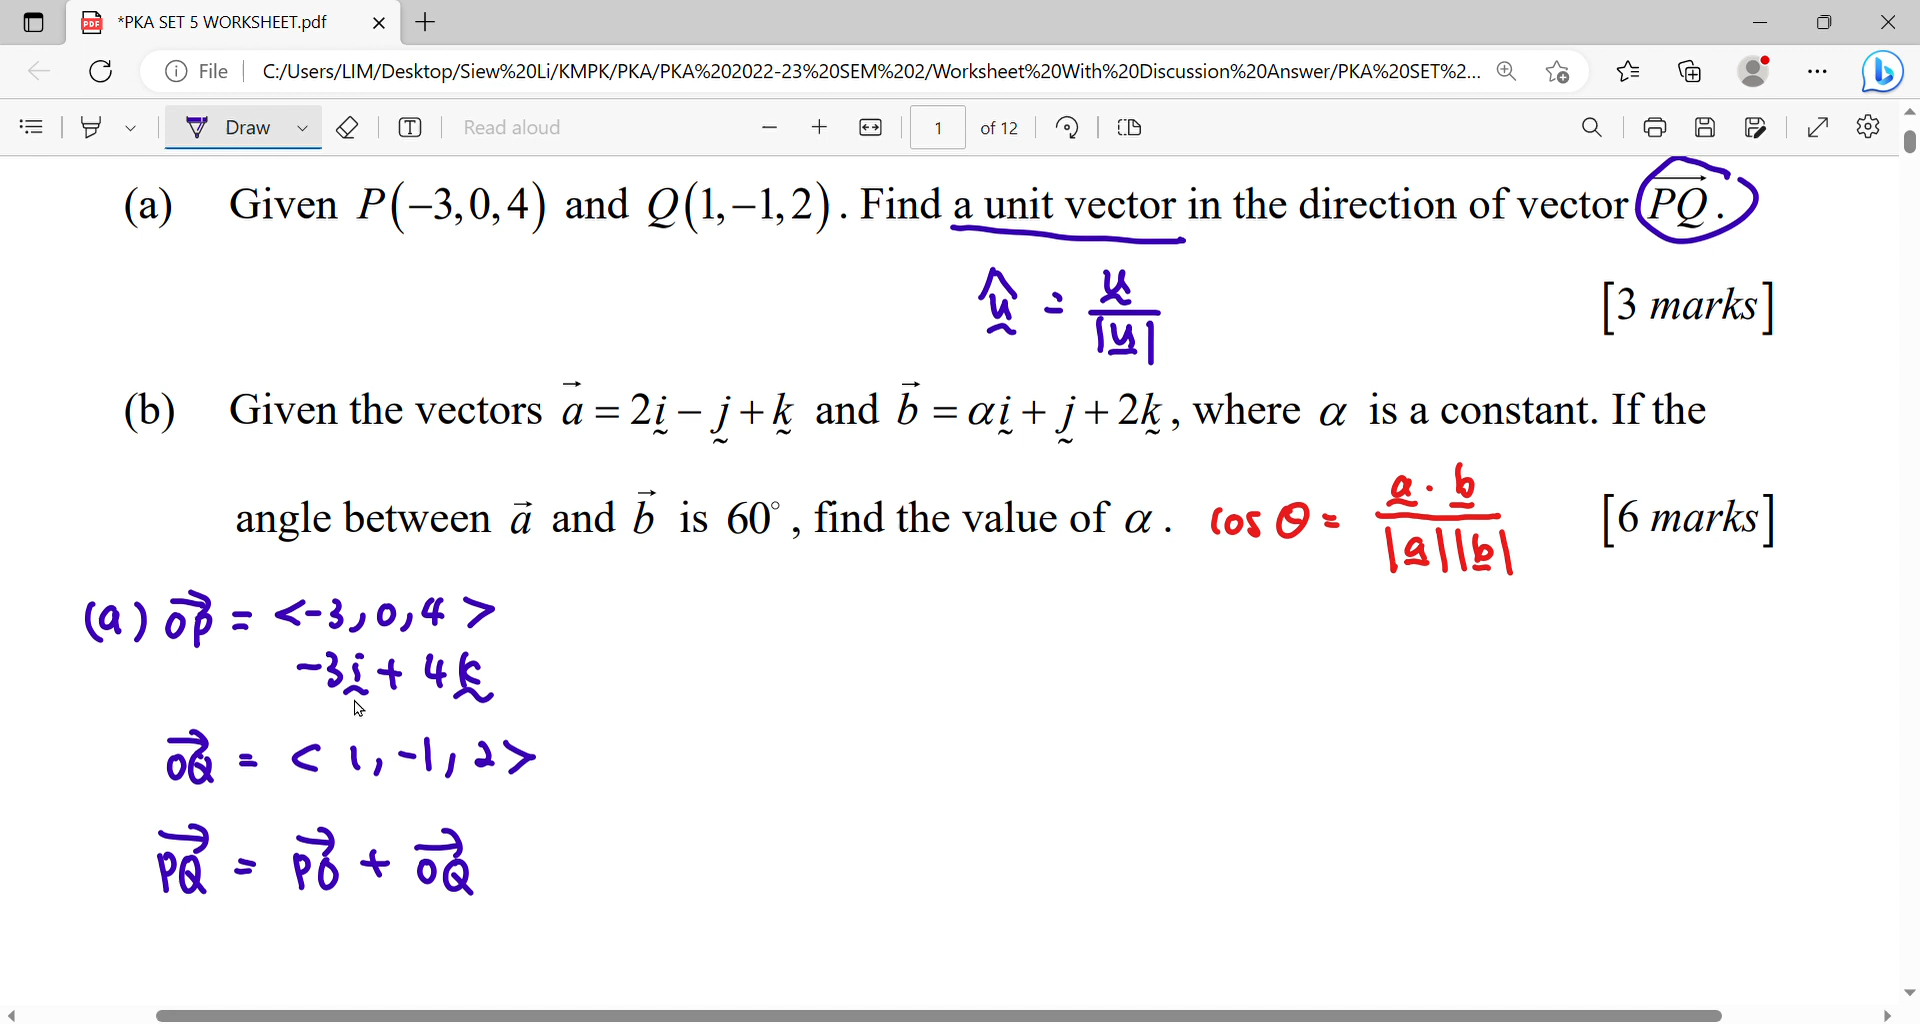 *PKA SET 5 WORKSHEET.pdf
File | C:/Users/LIM/Desktop/Siew%20Li/KMPK/PKA/PKA%202022-23%20SEM%202/Worksheet%20With%20Discussion%20Answer/PKA%20SET%2...
Draw Read aloud 1 of 12
(a) Given P(−3,0,4) and Q(1,−1,2). Find a unit vector in the direction of vector →PQ.
û = u / |u|
[3 marks]
(b) Given the vectors →a = 2i − j + k and →b = αi + j + 2k, where α is a constant. If the
angle between →a and →b is 60°, find the value of α. cos θ = a · b / |a||b| [6 marks]
(a) →OP = <-3, 0, 4>
-3i + 4k
→OQ = < 1, -1, 2>
→PQ = →PO + →OQ